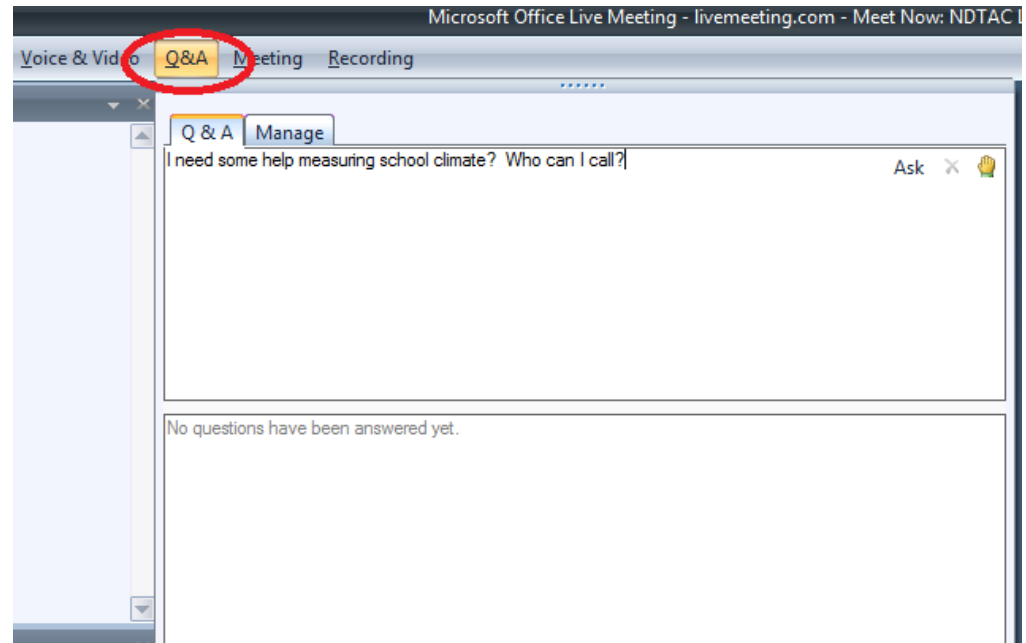 Microsoft Office Live Meeting - livemeeting.com - Meet Now: NDTAC L
Voice & Video Q&A Meeting Recording
Q & A Manage
I need some help measuring school climate? Who can I call?
Ask
No questions have been answered yet.